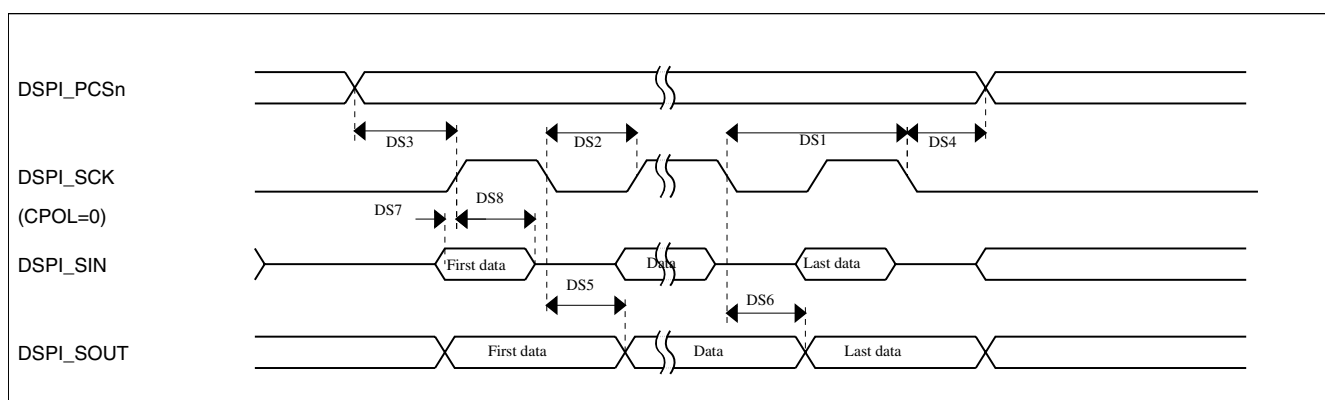 DSPI_PCSn
DS3
DS2
DS1
DS4
DSPI_SCK
(CPOL=0)
DS7
DS8
DSPI_SIN
First data
Data
Last data
DS5
DS6
DSPI_SOUT
First data
Data
Last data